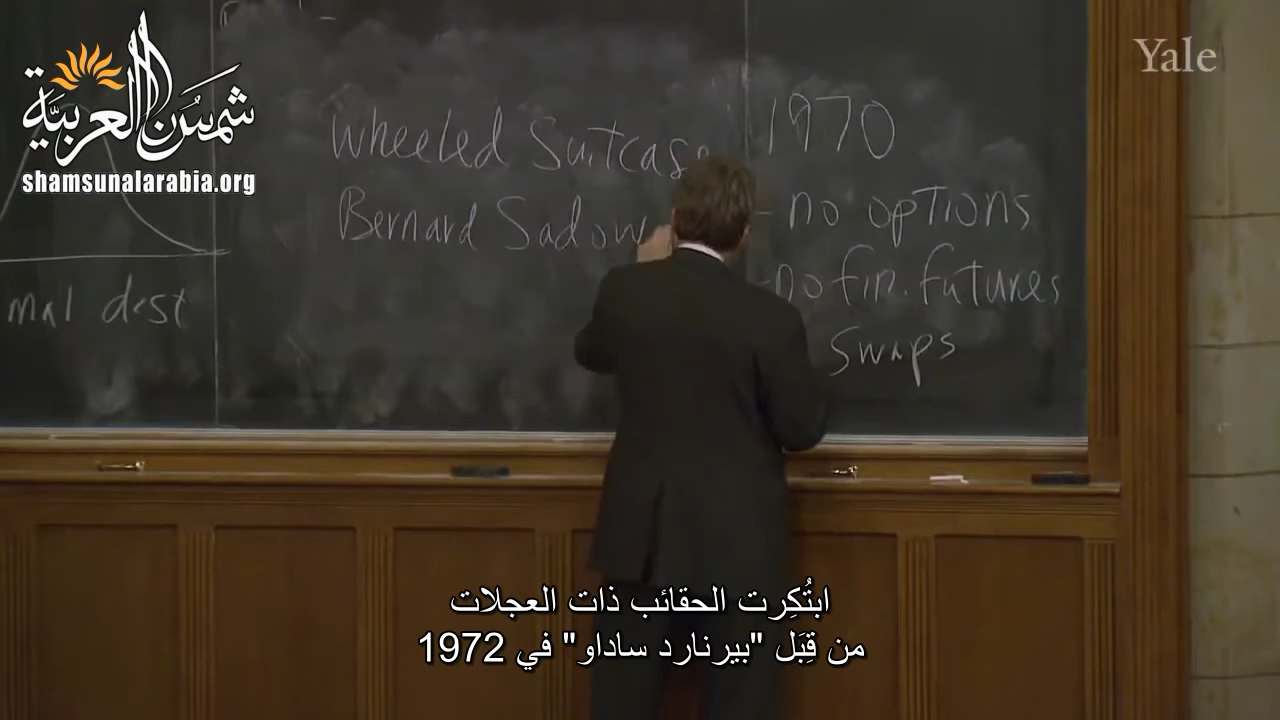 شمس العربية
shamsunalarabia.org
Yale
mal dist
Wheeled Suitcase
Bernard Sadow
1970
- no options
- no fin. futures
swaps
ابتُكِرت الحقائب ذات العجلات
من قِبَل "بيرنارد ساداو" في 1972